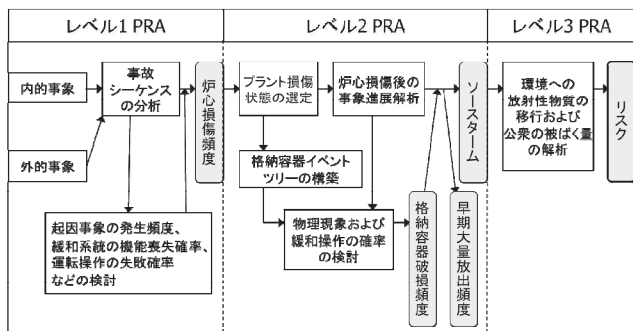 レベル1 PRA
内的事象
外的事象
事故
シーケンス
の分析
起因事象の発生頻度、
緩和系統の機能喪失確率、
運転操作の失敗確率
などの検討
炉心損傷頻度
レベル2 PRA
プラント損傷
状態の選定
炉心損傷後の
事象進展解析
格納容器イベント
ツリーの構築
物理現象および
緩和操作の確率
の検討
格納容器破損頻度
早期大量放出頻度
ソースターム
レベル3 PRA
環境への
放射性物質の
移行および
公衆の被ばく量
の解析
リスク